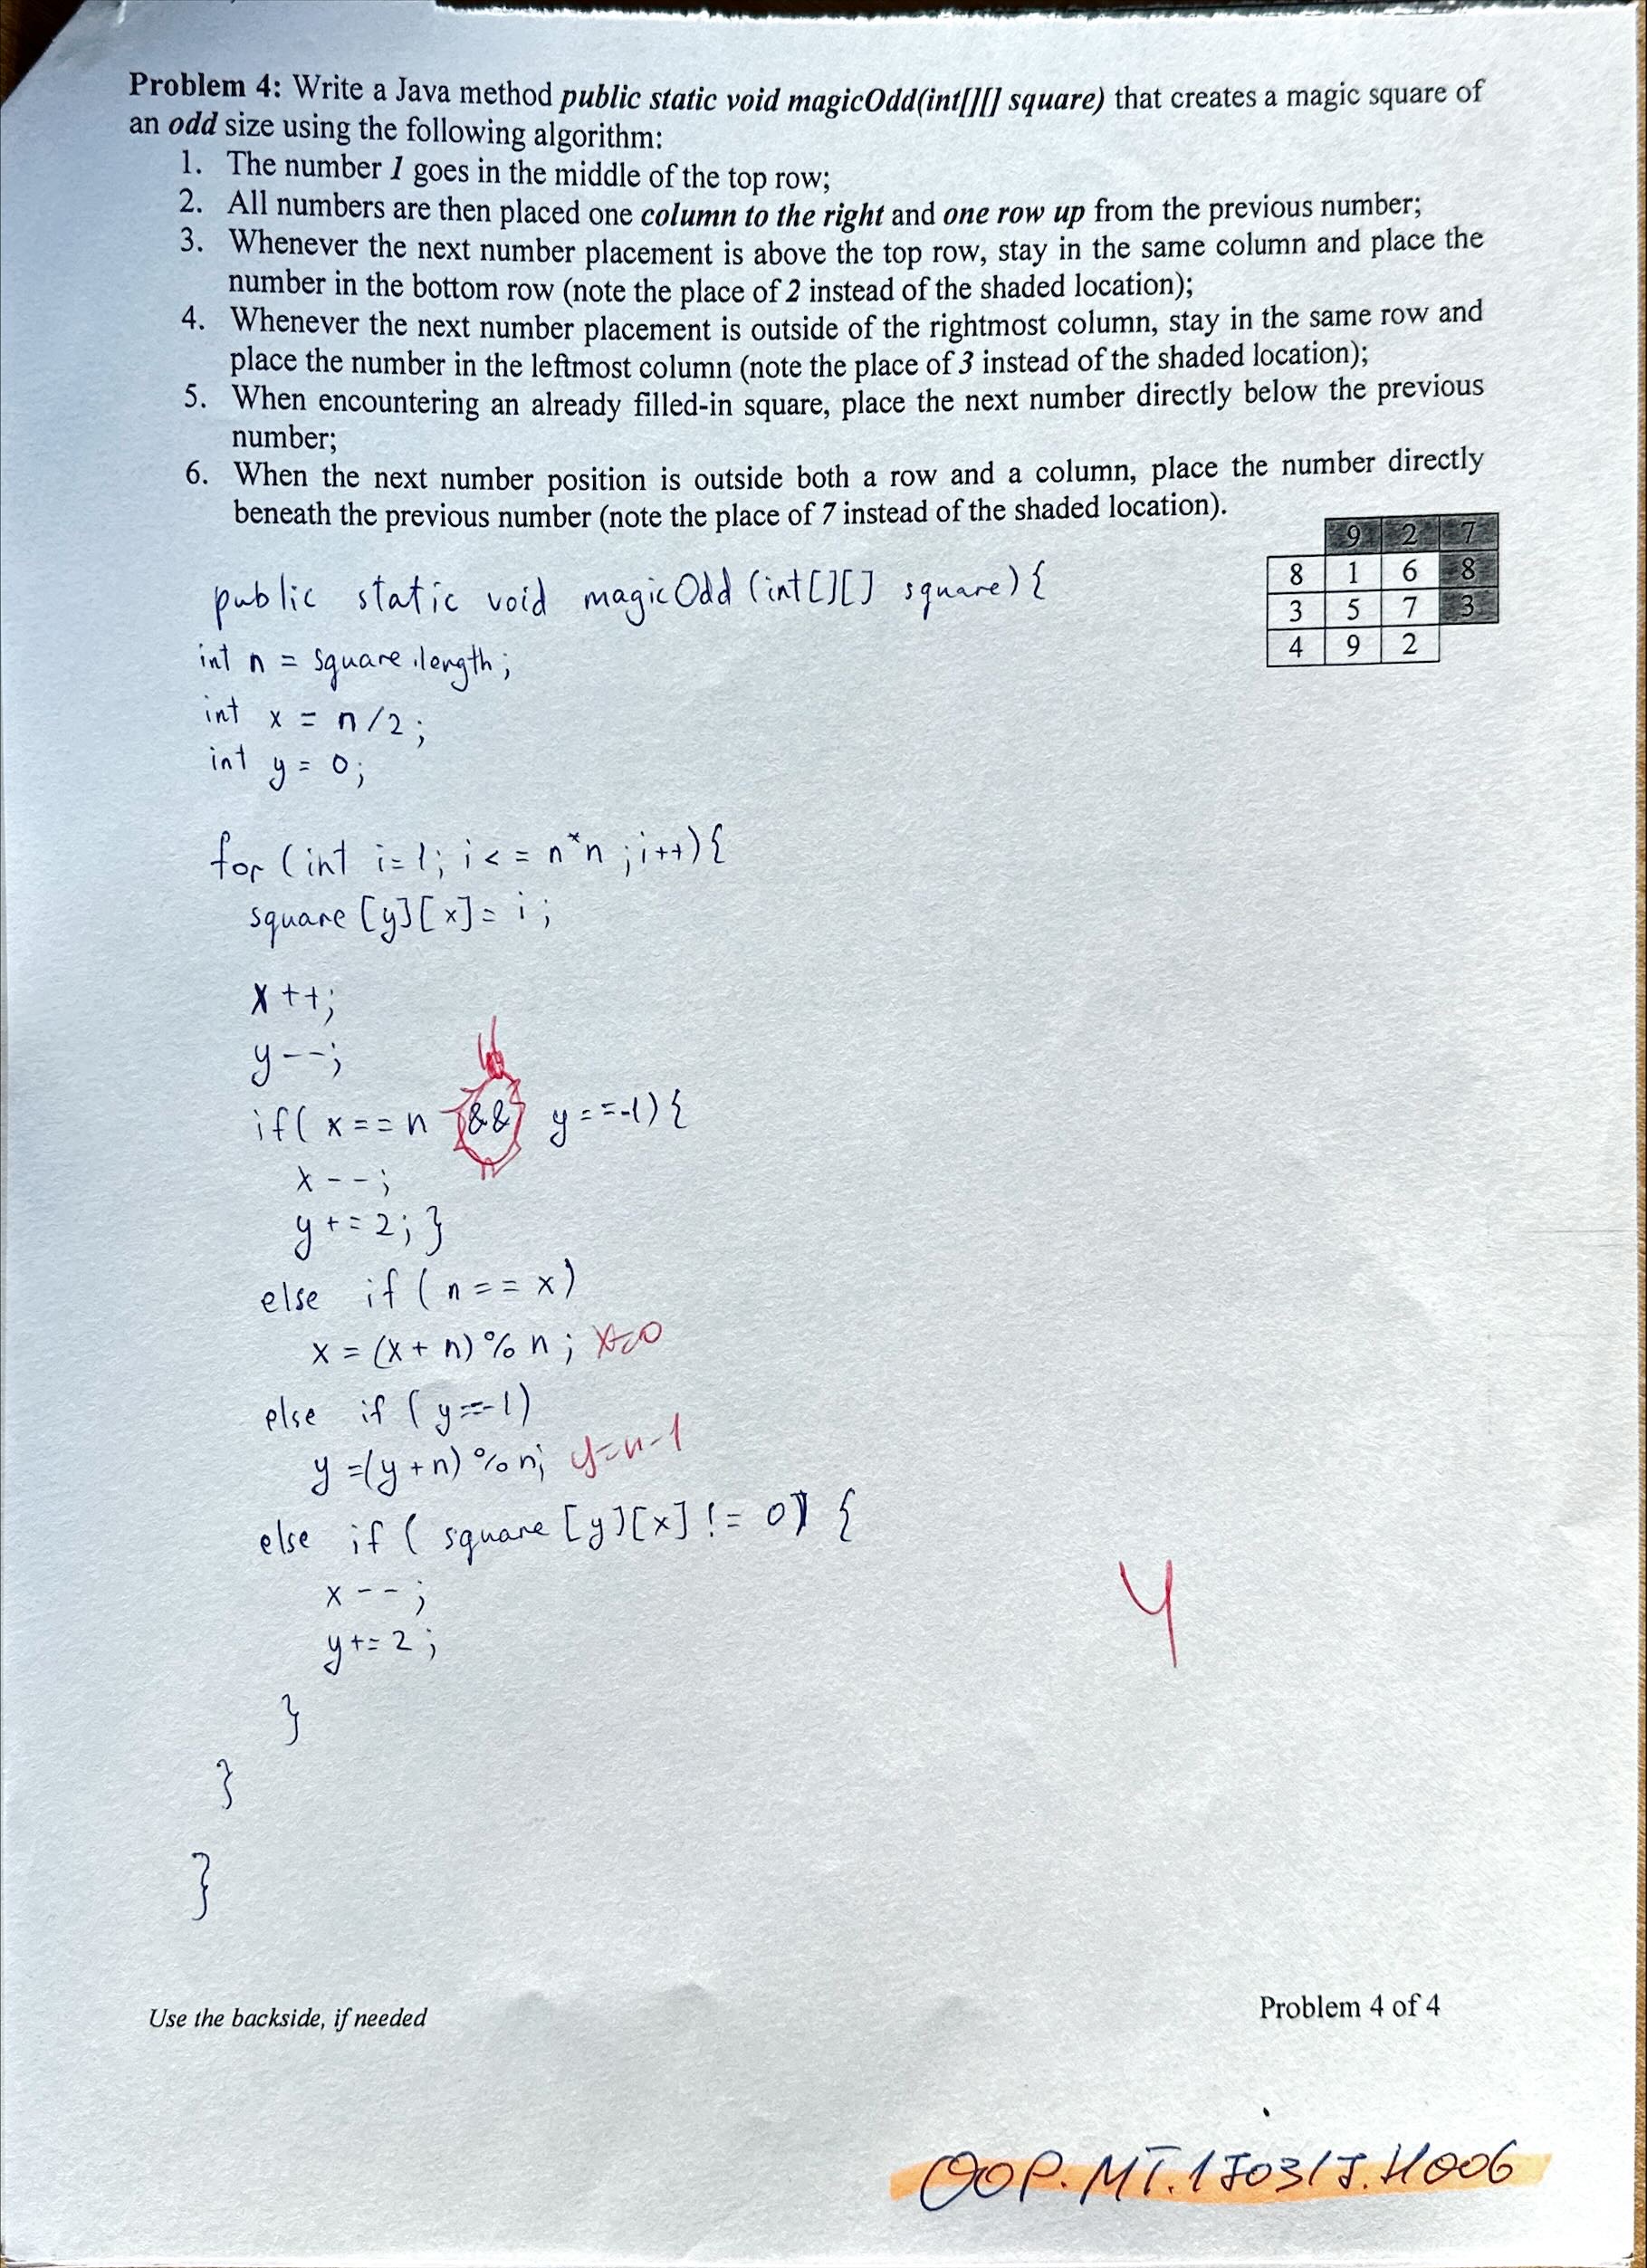 Problem 4: Write a Java method public static void magicOdd(int[][] square) that creates a magic square of
an odd size using the following algorithm:
1. The number 1 goes in the middle of the top row;
2. All numbers are then placed one column to the right and one row up from the previous number;
3. Whenever the next number placement is above the top row, stay in the same column and place the
number in the bottom row (note the place of 2 instead of the shaded location);
4. Whenever the next number placement is outside of the rightmost column, stay in the same row and
place the number in the leftmost column (note the place of 3 instead of the shaded location);
5. When encountering an already filled-in square, place the next number directly below the previous
number;
6. When the next number position is outside both a row and a column, place the number directly
beneath the previous number (note the place of 7 instead of the shaded location).
9 2 7
8 1 6 8
3 5 7 3
4 9 2
public static void magicOdd (int[][] square) {
int n = square.length;
int x = n/2;
int y = 0;
for (int i=1; i <= n*n ; i++) {
square [y][x] = i ;
x ++;
y --;
if( x == n && y ==-1) {
x -- ;
y += 2; }
else if ( n == x)
x = (x + n) % n ; x=0
else if ( y ==-1)
y =(y + n) % n; y=n-1
else if ( square [y][x] != 0) {
x -- ;
y += 2 ;
}
}
}
4
Use the backside, if needed
Problem 4 of 4